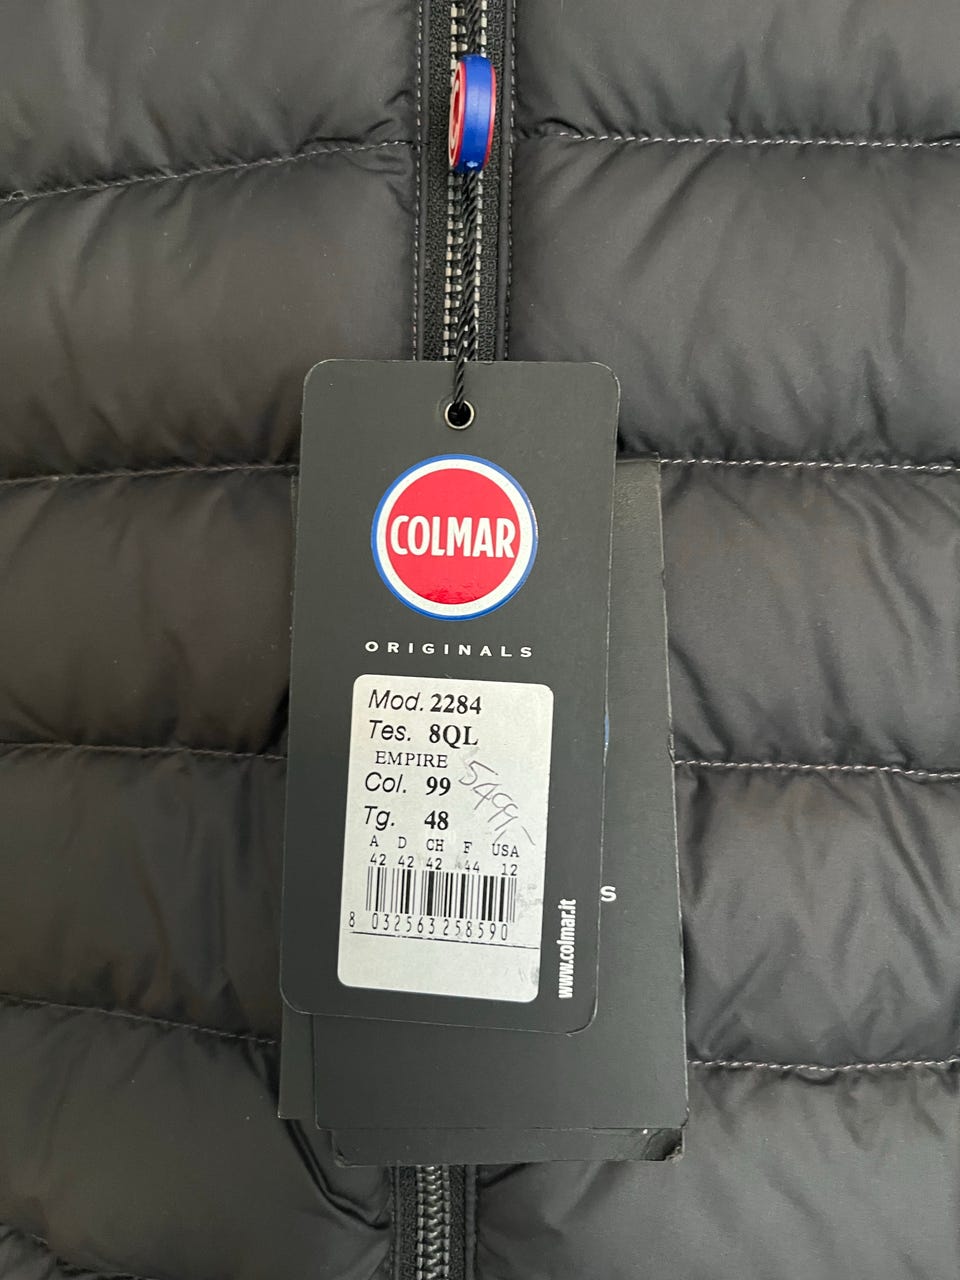 COLMAR
ORIGINALS
Mod. 2284
Tes. 8QL
EMPIRE
5499,-
Col. 99
Tg. 48
A D CH F USA
42 42 42 44 12
8 032563 258590
www.colmar.it
S